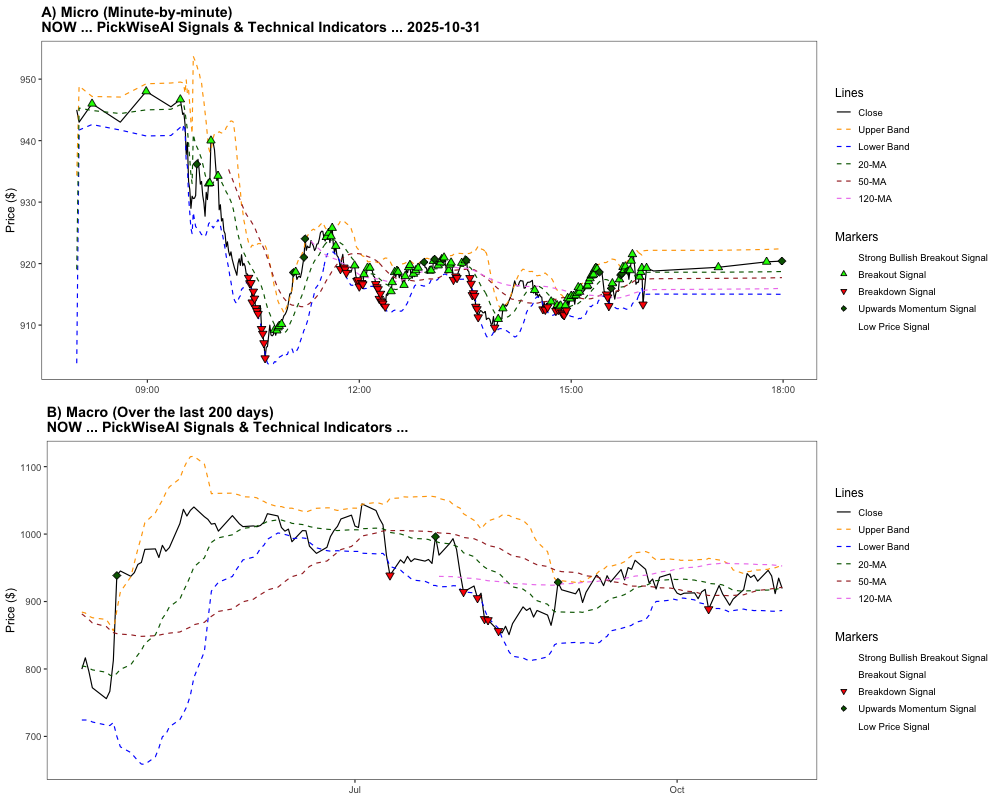 A) Micro (Minute-by-minute)
NOW ... PickWiseAI Signals & Technical Indicators ... 2025-10-31
Price ($)
950
940
930
920
910
09:00
12:00
15:00
18:00
Lines
Close
Upper Band
Lower Band
20-MA
50-MA
120-MA
Markers
Strong Bullish Breakout Signal
Breakout Signal
Breakdown Signal
Upwards Momentum Signal
Low Price Signal
B) Macro (Over the last 200 days)
NOW ... PickWiseAI Signals & Technical Indicators ...
Price ($)
1100
1000
900
800
700
Jul
Oct
Lines
Close
Upper Band
Lower Band
20-MA
50-MA
120-MA
Markers
Strong Bullish Breakout Signal
Breakout Signal
Breakdown Signal
Upwards Momentum Signal
Low Price Signal